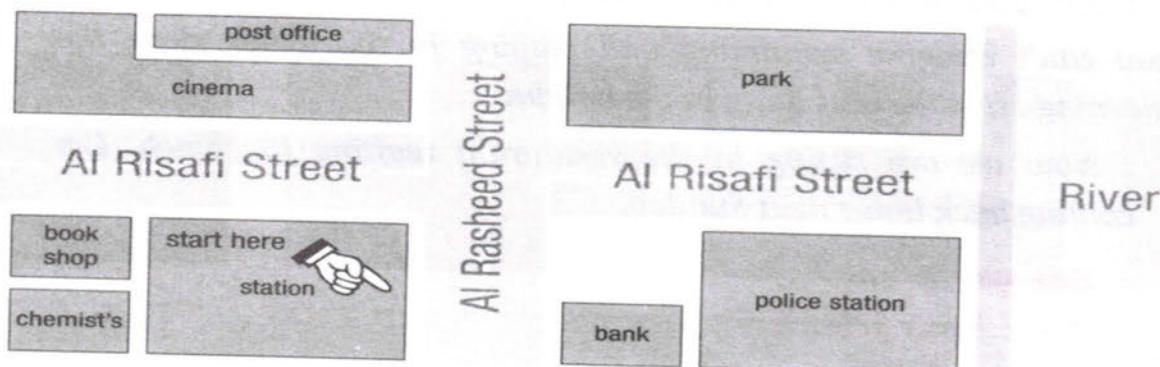 post office
cinema
park
Al Rasheed Street
Al Risafi Street
Al Risafi Street
River
book
shop
start here
station
chemist's
police station
bank